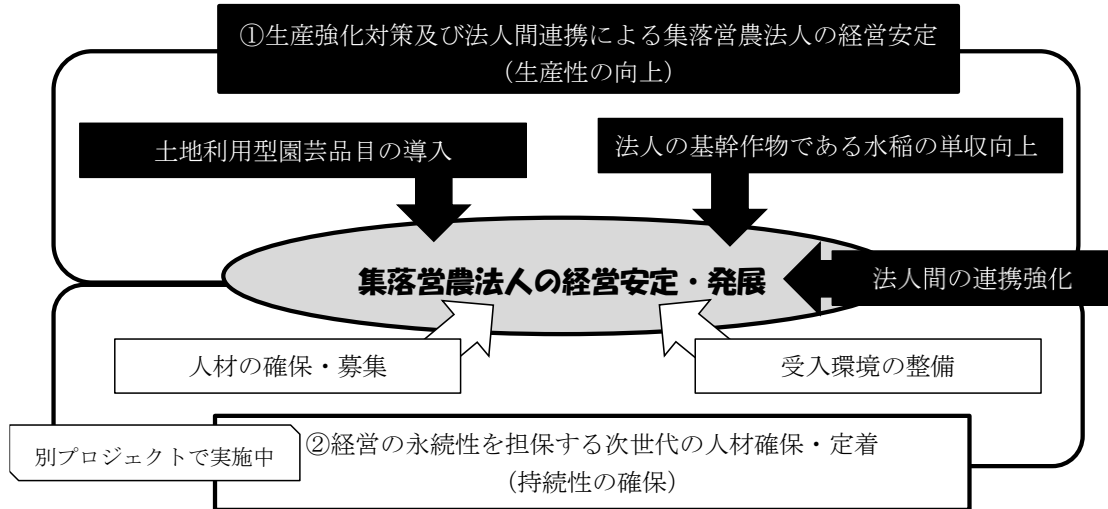 ①生産強化対策及び法人間連携による集落営農法人の経営安定
（生産性の向上）
土地利用型園芸品目の導入
法人の基幹作物である水稲の単収向上
集落営農法人の経営安定・発展
法人間の連携強化
人材の確保・募集
受入環境の整備
別プロジェクトで実施中
②経営の永続性を担保する次世代の人材確保・定着
（持続性の確保）